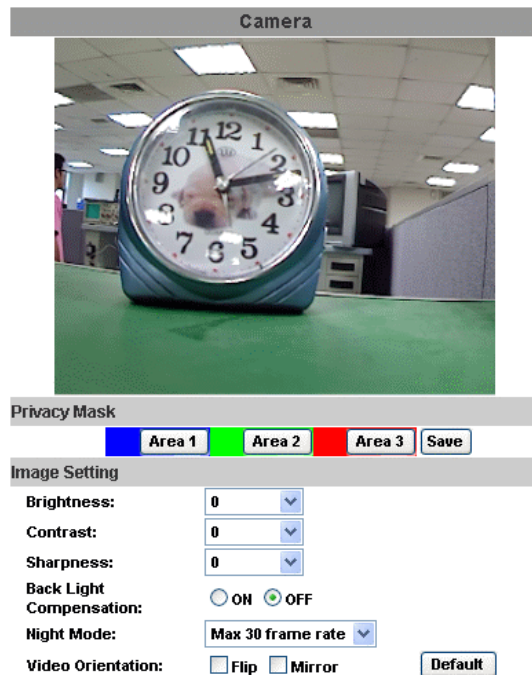 Camera
11 12 1
10 2
9 3
8 4
7 6 5
Privacy Mask
Area 1 Area 2 Area 3 Save
Image Setting
Brightness: 0
Contrast: 0
Sharpness: 0
Back Light
Compensation: ON OFF
Night Mode: Max 30 frame rate
Video Orientation: Flip Mirror Default